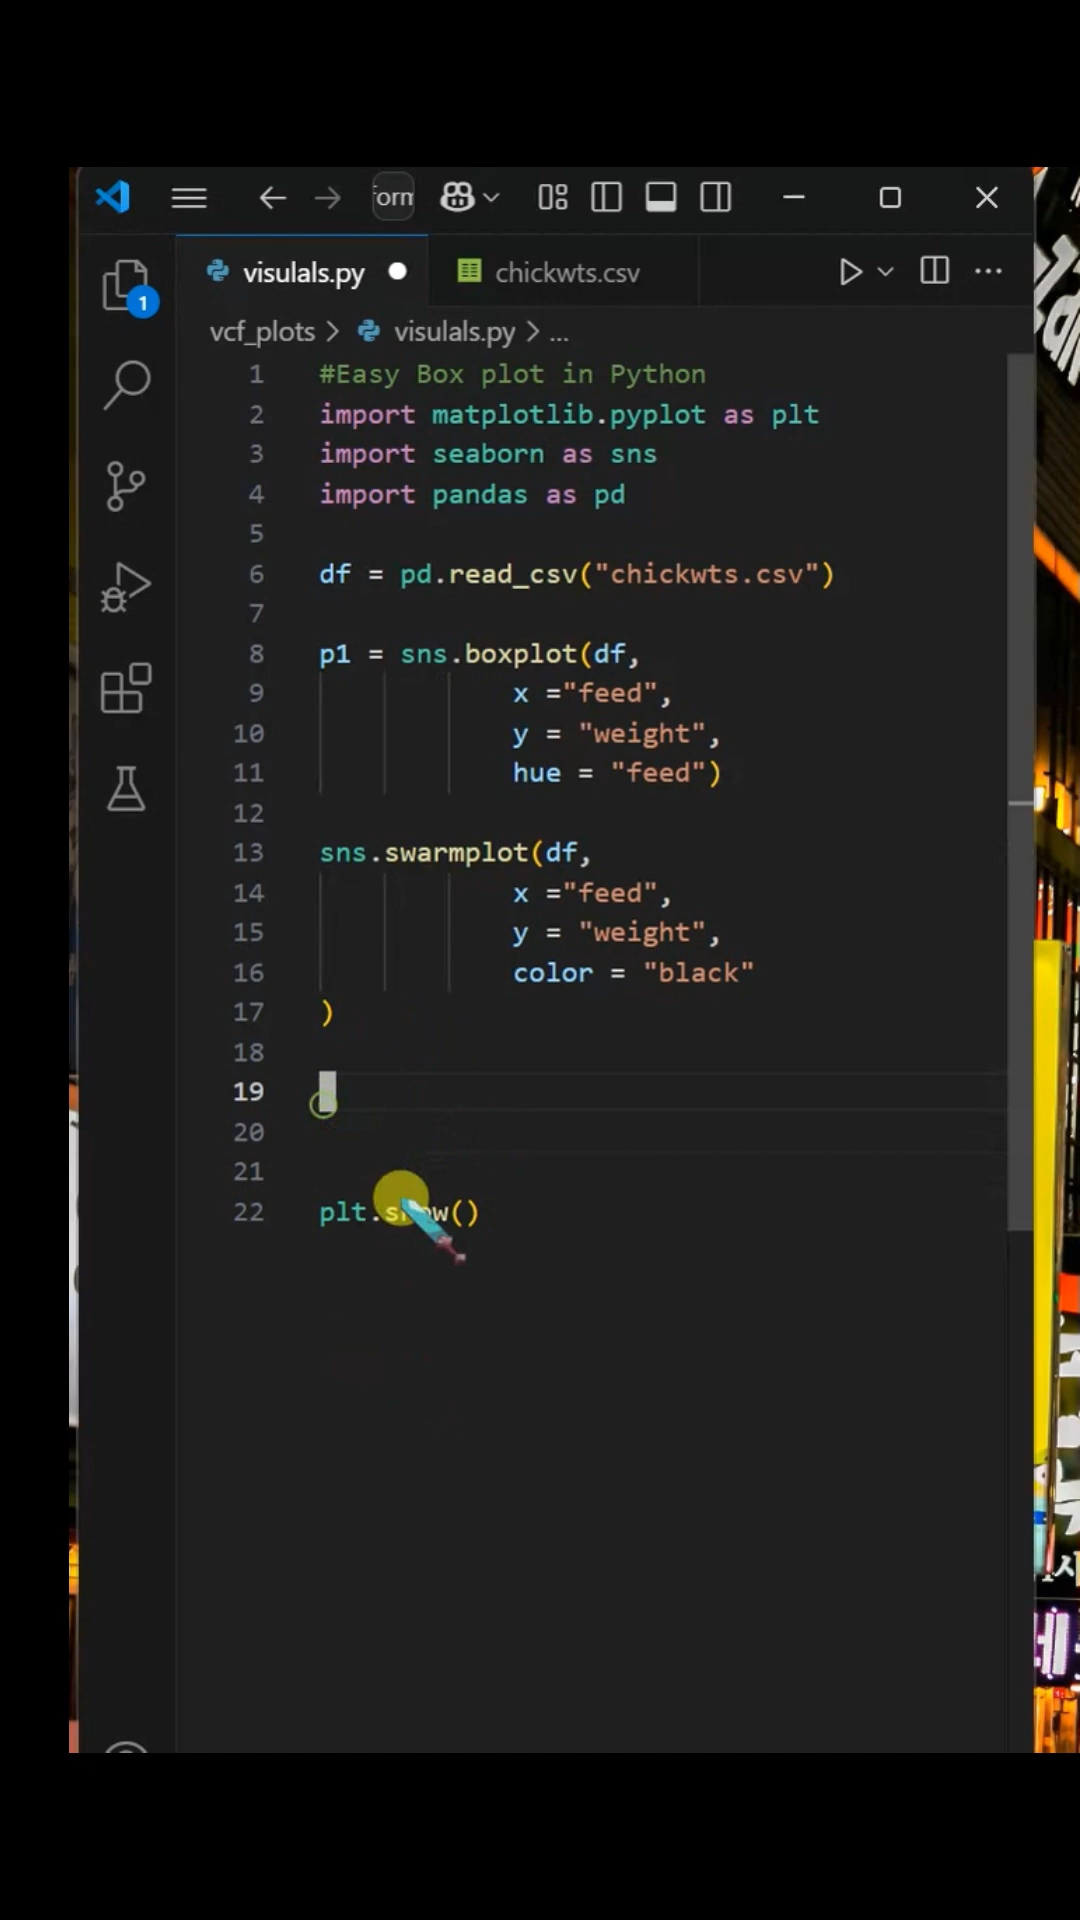 visulals.py
chickwts.csv
1
vcf_plots > visulals.py > ...
1 #Easy Box plot in Python
2 import matplotlib.pyplot as plt
3 import seaborn as sns
4 import pandas as pd
5
6 df = pd.read_csv("chickwts.csv")
7
8 p1 = sns.boxplot(df,
9 x ="feed",
10 y = "weight",
11 hue = "feed")
12
13 sns.swarmplot(df,
14 x ="feed",
15 y = "weight",
16 color = "black"
17 )
18
19
20
21
22 plt.show()